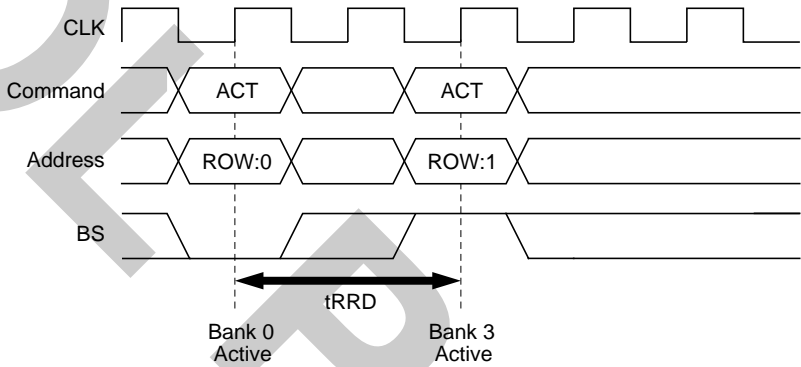 CLK
Command ACT ACT
Address ROW:0 ROW:1
BS
tRRD
Bank 0 Bank 3
Active Active